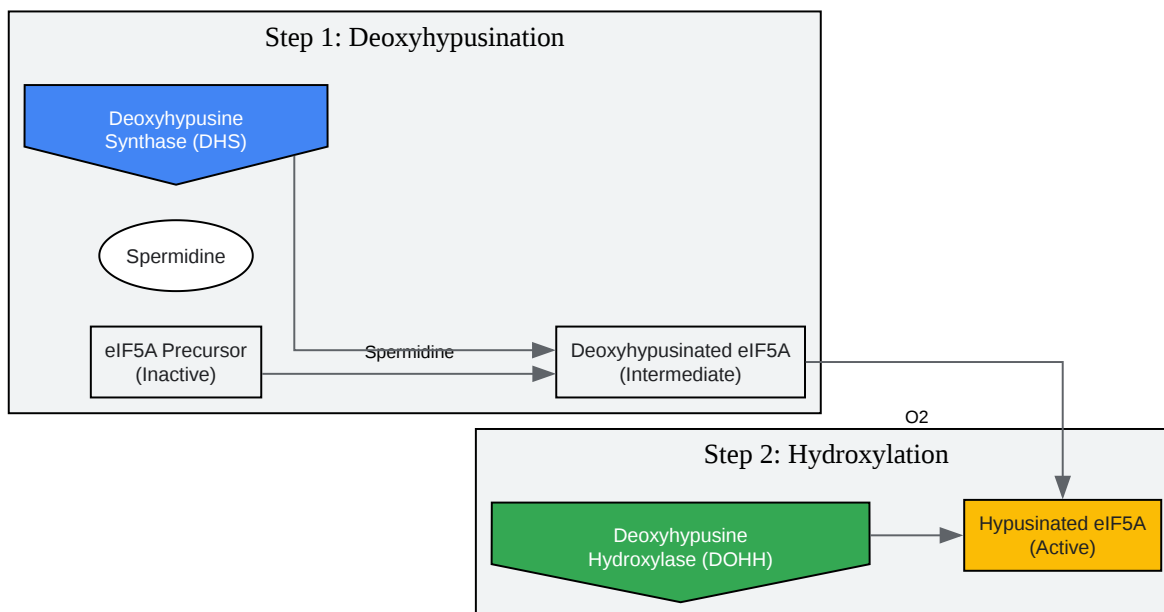 Step 1: Deoxyhypusination
Deoxyhypusine
Synthase (DHS)
Spermidine
eIF5A Precursor
(Inactive)
Spermidine
Deoxyhypusinated eIF5A
(Intermediate)
O2
Step 2: Hydroxylation
Deoxyhypusine
Hydroxylase (DOHH)
Hypusinated eIF5A
(Active)